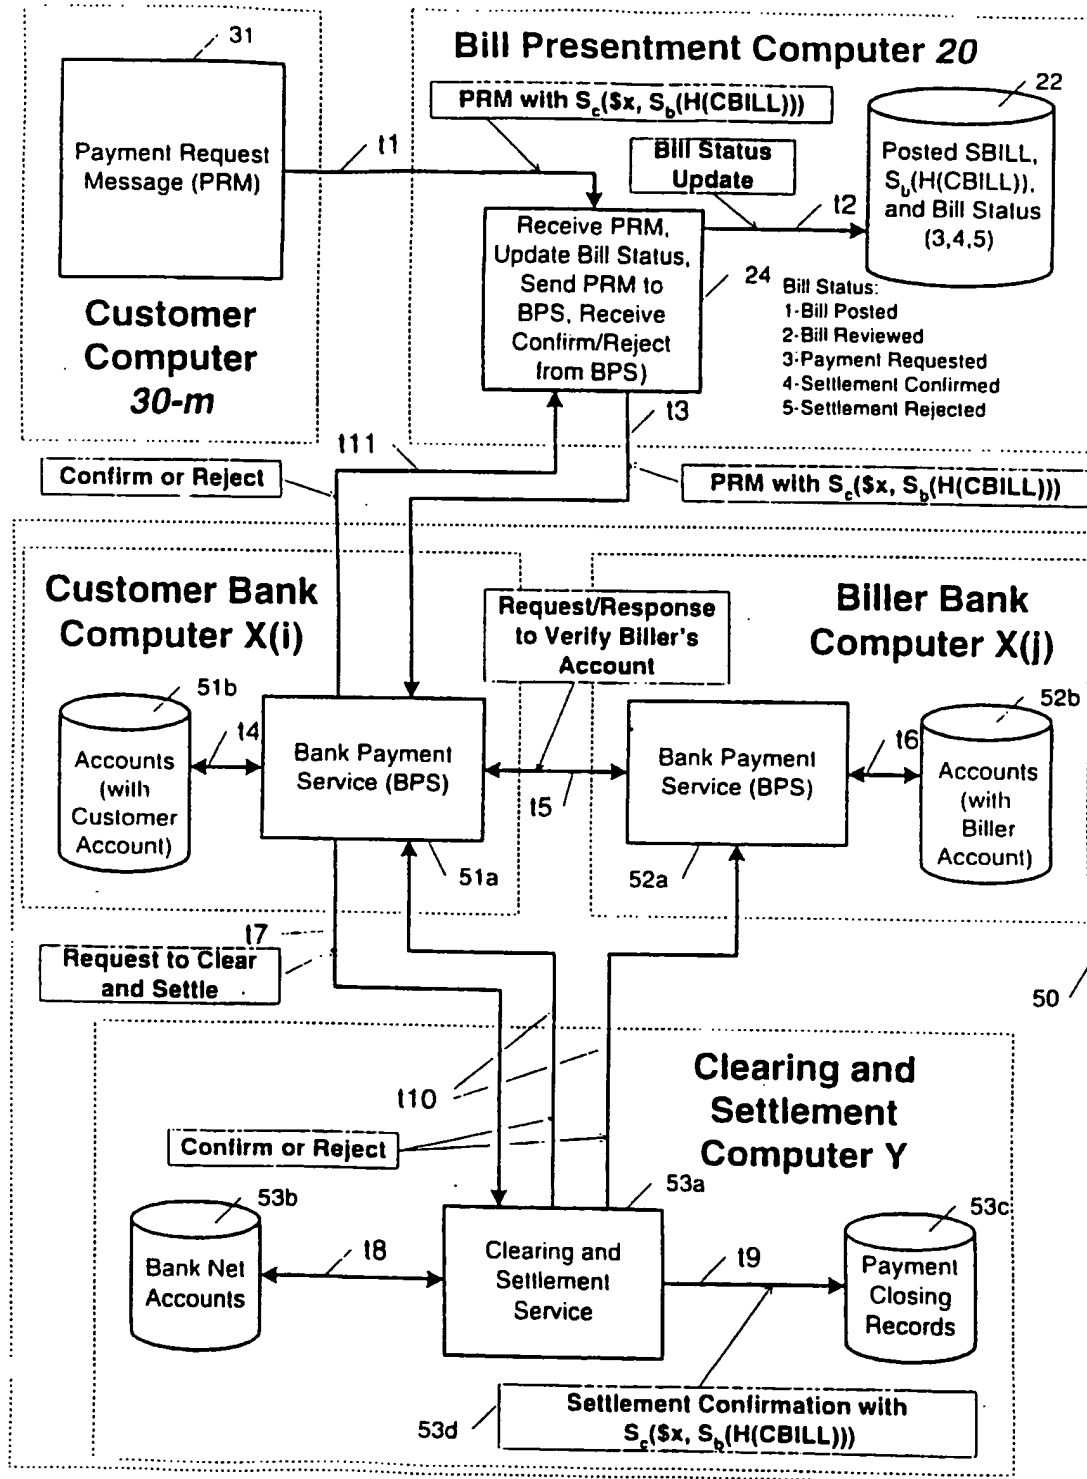 31
Payment Request
Message (PRM)
Customer
Computer
30-m
t1
Bill Presentment Computer 20
PRM with Sc($x, Sb(H(CBILL)))
Bill Status
Update
t2
22
Posted SBILL,
Sb(H(CBILL)),
and Bill Status
(3,4,5)
Receive PRM,
Update Bill Status,
Send PRM to
BPS, Receive
Confirm/Reject
from BPS)
24
Bill Status:
1-Bill Posted
2-Bill Reviewed
3-Payment Requested
4-Settlement Confirmed
5-Settlement Rejected
t3
t11
Confirm or Reject
PRM with Sc($x, Sb(H(CBILL)))
Customer Bank
Computer X(i)
Request/Response
to Verify Biller's
Account
Biller Bank
Computer X(j)
51b
t4
Accounts
(with
Customer
Account)
Bank Payment
Service (BPS)
51a
t5
Bank Payment
Service (BPS)
52a
t6
52b
Accounts
(with
Biller
Account)
t7
Request to Clear
and Settle
50
t10
Confirm or Reject
Clearing and
Settlement
Computer Y
53b
Bank Net
Accounts
t8
53a
Clearing and
Settlement
Service
t9
53c
Payment
Closing
Records
53d
Settlement Confirmation with
Sc($x, Sb(H(CBILL)))